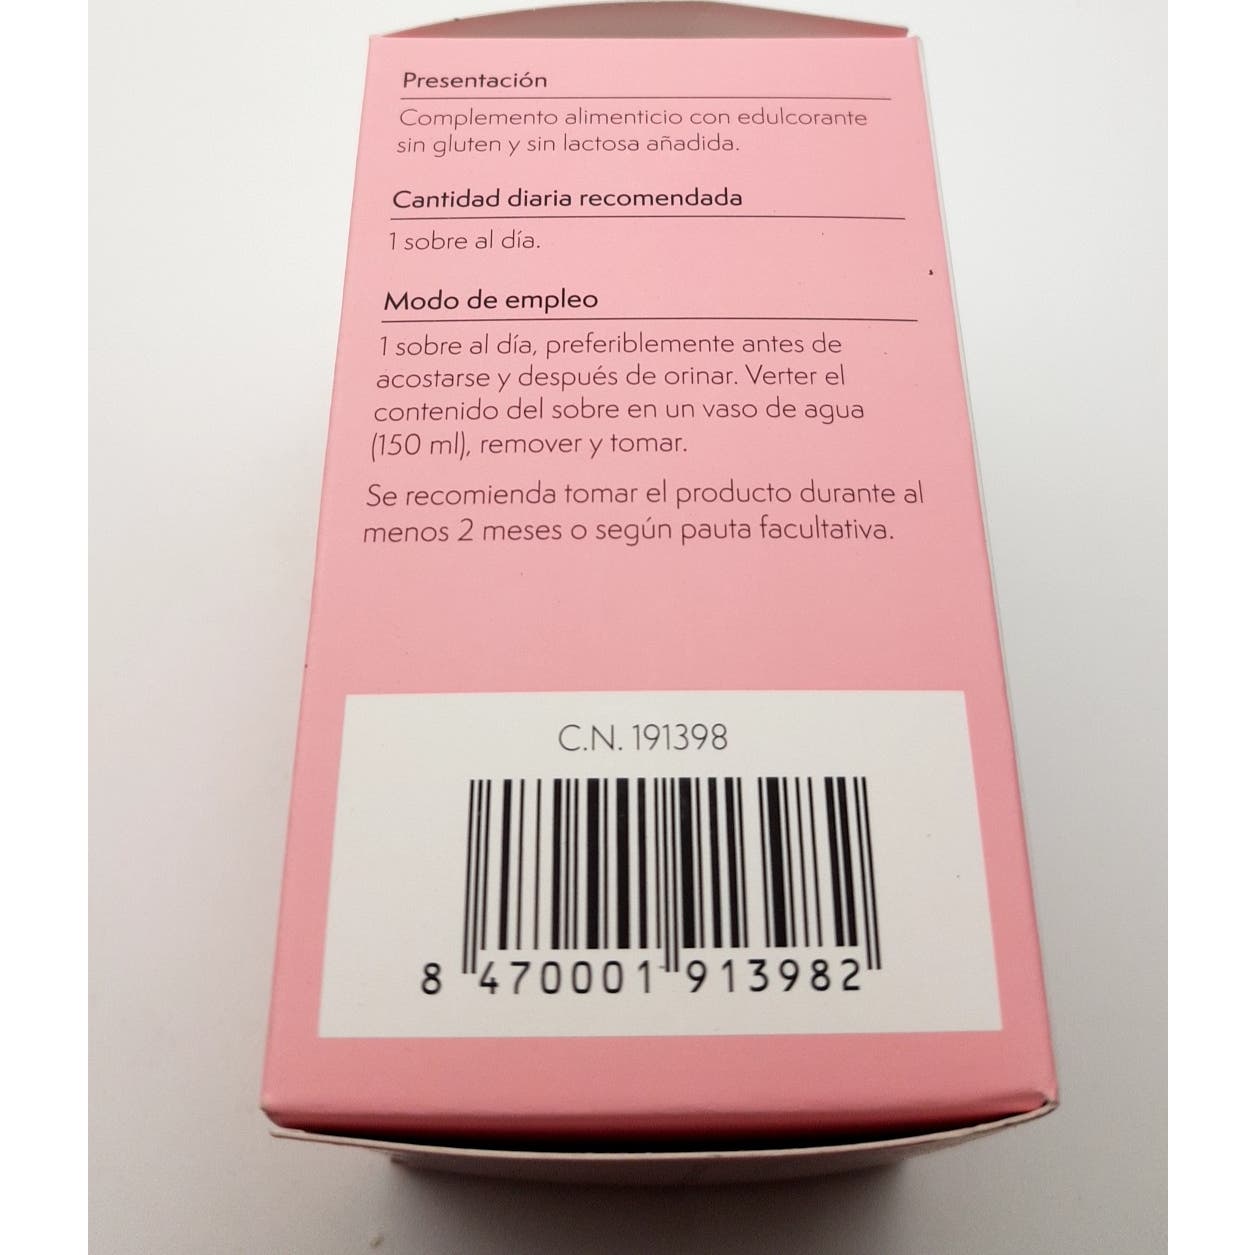 Presentación
Complemento alimenticio con edulcorante
sin gluten y sin lactosa añadida.
Cantidad diaria recomendada
1 sobre al día.
Modo de empleo
1 sobre al día, preferiblemente antes de
acostarse y después de orinar. Verter el
contenido del sobre en un vaso de agua
(150 ml), remover y tomar.
Se recomienda tomar el producto durante al
menos 2 meses o según pauta facultativa.
C.N. 191398
8 470001 913982